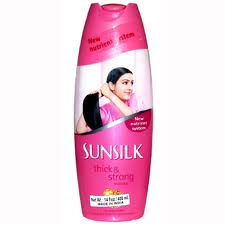 New
nutrient system
New
nutrient
system
SUNSILK
thick &
strong
MADE IN INDIA